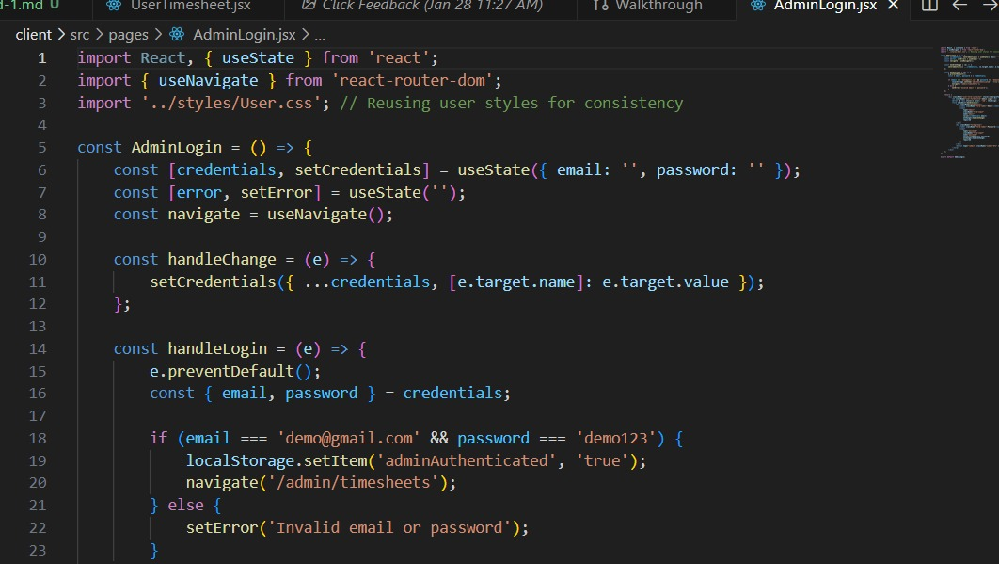 d-1.md U UserTimesheet.jsx Click Feedback (Jan 28 11:27 AM) Walkthrough AdminLogin.jsx
client > src > pages > AdminLogin.jsx > ...
1 import React, { useState } from 'react';
2 import { useNavigate } from 'react-router-dom';
3 import '../styles/User.css'; // Reusing user styles for consistency
4
5 const AdminLogin = () => {
6 const [credentials, setCredentials] = useState({ email: '', password: '' });
7 const [error, setError] = useState('');
8 const navigate = useNavigate();
9
10 const handleChange = (e) => {
11 setCredentials({ ...credentials, [e.target.name]: e.target.value });
12 };
13
14 const handleLogin = (e) => {
15 e.preventDefault();
16 const { email, password } = credentials;
17
18 if (email === 'demo@gmail.com' && password === 'demo123') {
19 localStorage.setItem('adminAuthenticated', 'true');
20 navigate('/admin/timesheets');
21 } else {
22 setError('Invalid email or password');
23 }